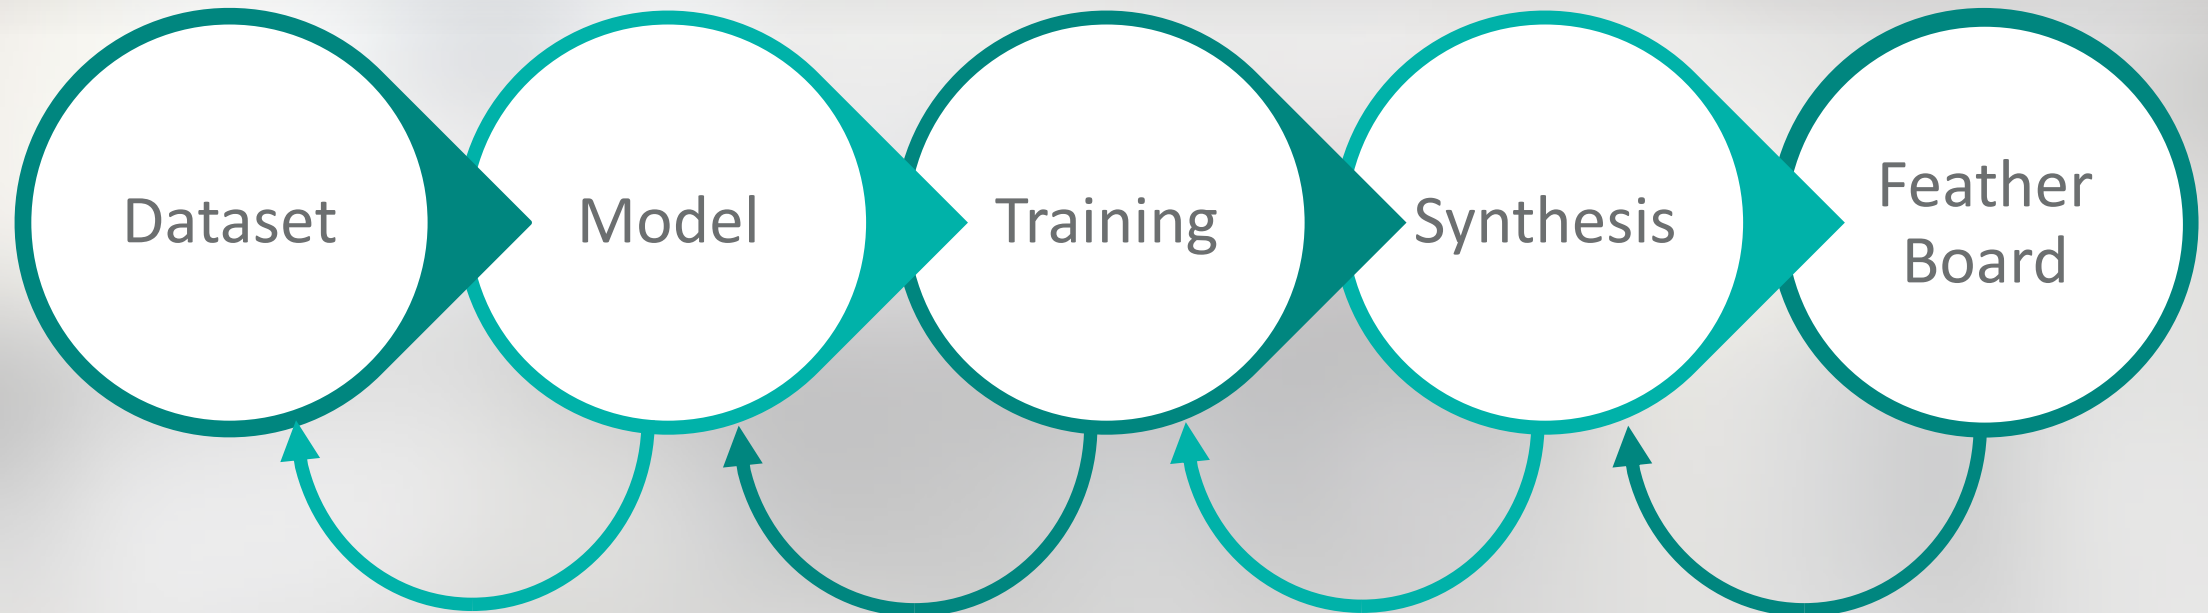 Dataset
Model
Training
Synthesis
Feather
Board